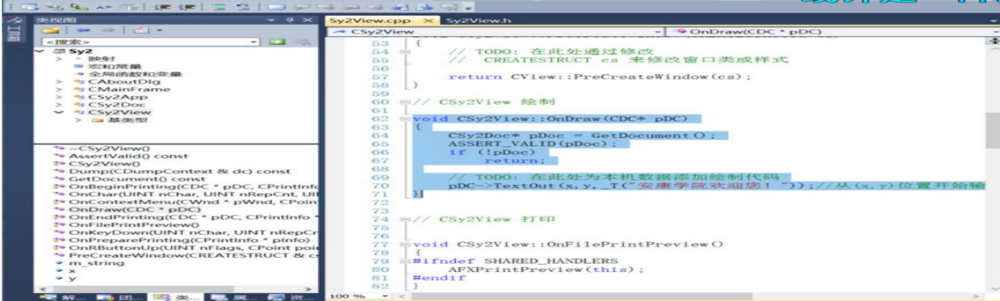 类视图
Sy2View.cpp
Sy2View.h
工具箱
<搜索>
CSy2View
OnDraw(CDC * pDC)
Sy2
映射
宏和常量
全局函数和变量
CAboutDlg
CMainFrame
CSy2App
CSy2Doc
CSy2View
基类型
~CSy2View()
AssertValid() const
CSy2View()
Dump(CDumpContext & dc) const
GetDocument() const
OnBeginPrinting(CDC * pDC, CPrintInfo
OnChar(UINT nChar, UINT nRepCnt, UI
OnContextMenu(CWnd * pWnd, CPoin
OnDraw(CDC * pDC)
OnEndPrinting(CDC * pDC, CPrintInfo *
OnFilePrintPreview()
OnKeyDown(UINT nChar, UINT nRepCr
OnPreparePrinting(CPrintInfo * pInfo)
OnRButtonUp(UINT nFlags, CPoint poi
PreCreateWindow(CREATESTRUCT & cs
m_string
x
y
解... 团... 类... 属... 资...
53 {
54 // TODO: 在此处通过修改
55 // CREATESTRUCT cs 来修改窗口类或样式
56
57 return CView::PreCreateWindow(cs);
58 }
59
60 // CSy2View 绘制
61
62 void CSy2View::OnDraw(CDC* pDC)
63 {
64 CSy2Doc* pDoc = GetDocument();
65 ASSERT_VALID(pDoc);
66 if (!pDoc)
67 return;
68
69 // TODO: 在此处为本机数据添加绘制代码
70 pDC->TextOut(x,y,_T("安康学院欢迎您! "));//从(x,y)位置开始输
71 }
72
73
74 // CSy2View 打印
75
76
77 void CSy2View::OnFilePrintPreview()
78 {
79 #ifndef SHARED_HANDLERS
80 AFXPrintPreview(this);
81 #endif
82 }
100 %